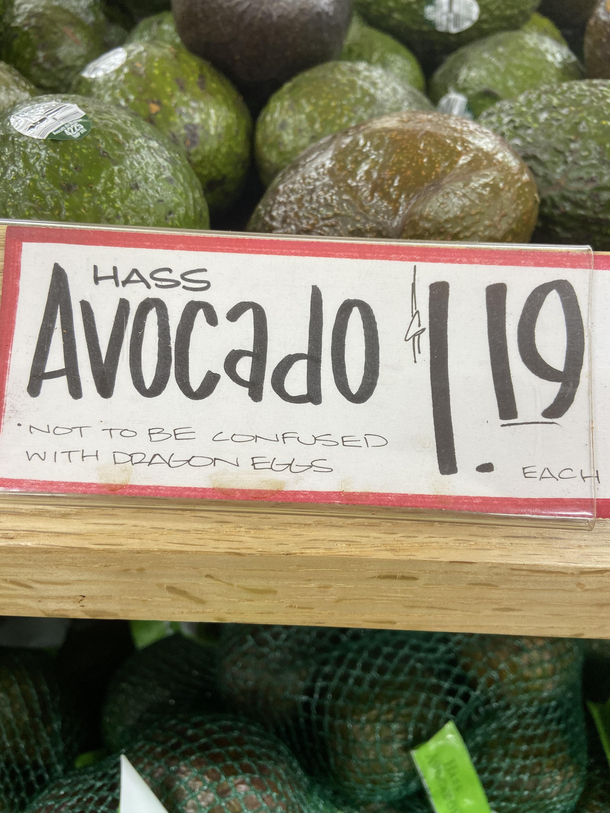 HASS
Avocado
$1.19
•NOT TO BE CONFUSED
WITH DRAGON EGGS
EACH